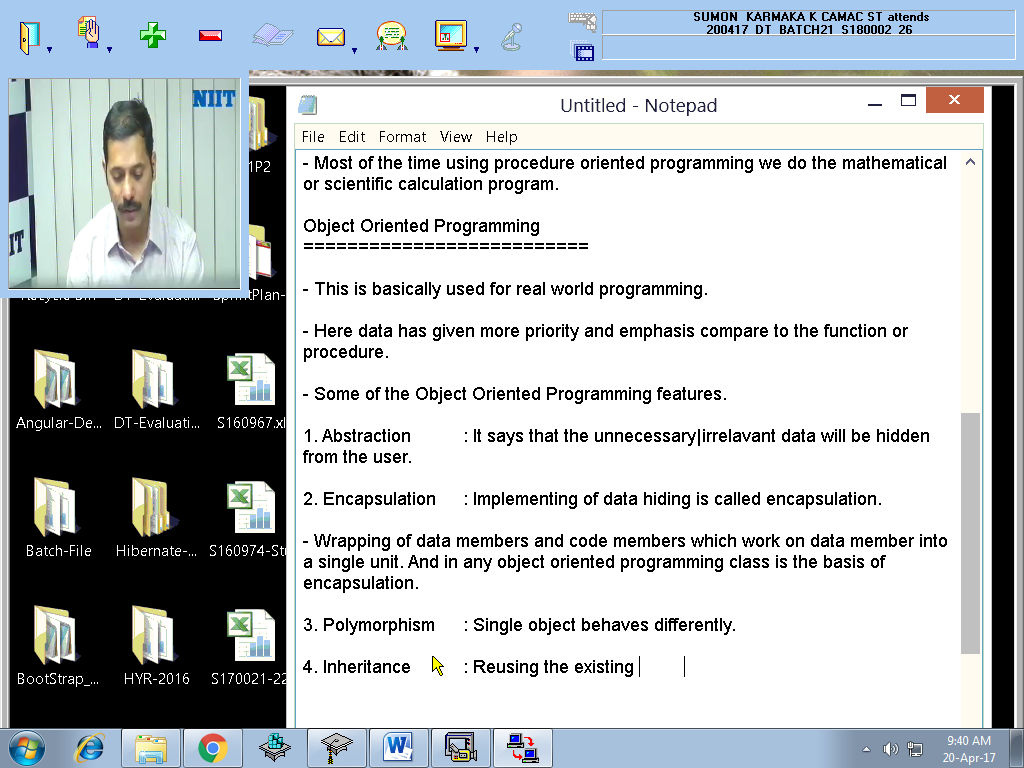 SUMON KARMAKA K CAMAC ST attends
200417_DT_BATCH21_S180002_26
NIIT
Untitled - Notepad
File Edit Format View Help
- Most of the time using procedure oriented programming we do the mathematical
or scientific calculation program.
Object Oriented Programming
==========================
- This is basically used for real world programming.
- Here data has given more priority and emphasis compare to the function or
procedure.
- Some of the Object Oriented Programming features.
1. Abstraction : It says that the unnecessary|irrelavant data will be hidden
from the user.
2. Encapsulation : Implementing of data hiding is called encapsulation.
- Wrapping of data members and code members which work on data member into
a single unit. And in any object oriented programming class is the basis of
encapsulation.
3. Polymorphism : Single object behaves differently.
4. Inheritance : Reusing the existing
1P2
Angular-De... DT-Evaluati... S160967.xl
Batch-File Hibernate-... S160974-Stu
BootStrap_... HYR-2016 S170021-22
9:40 AM
20-Apr-17